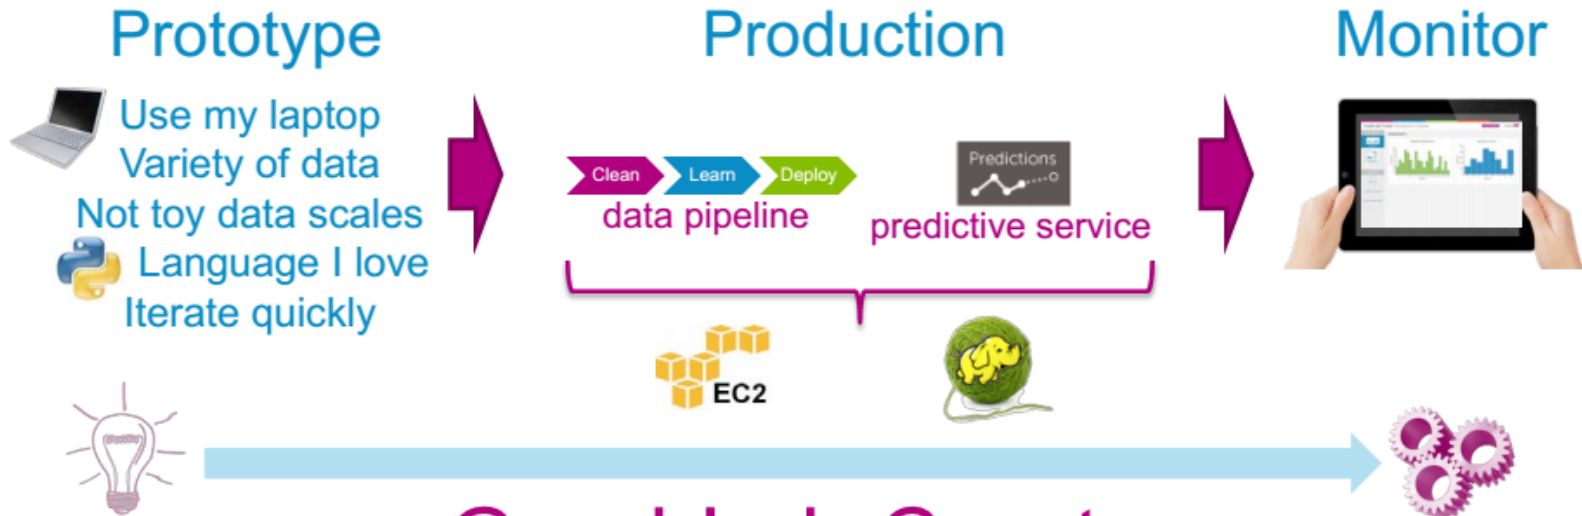 Prototype
Production
Monitor
Use my laptop
Variety of data
Not toy data scales
Language I love
Iterate quickly
Clean
Learn
Deploy
data pipeline
Predictions
predictive service
EC2